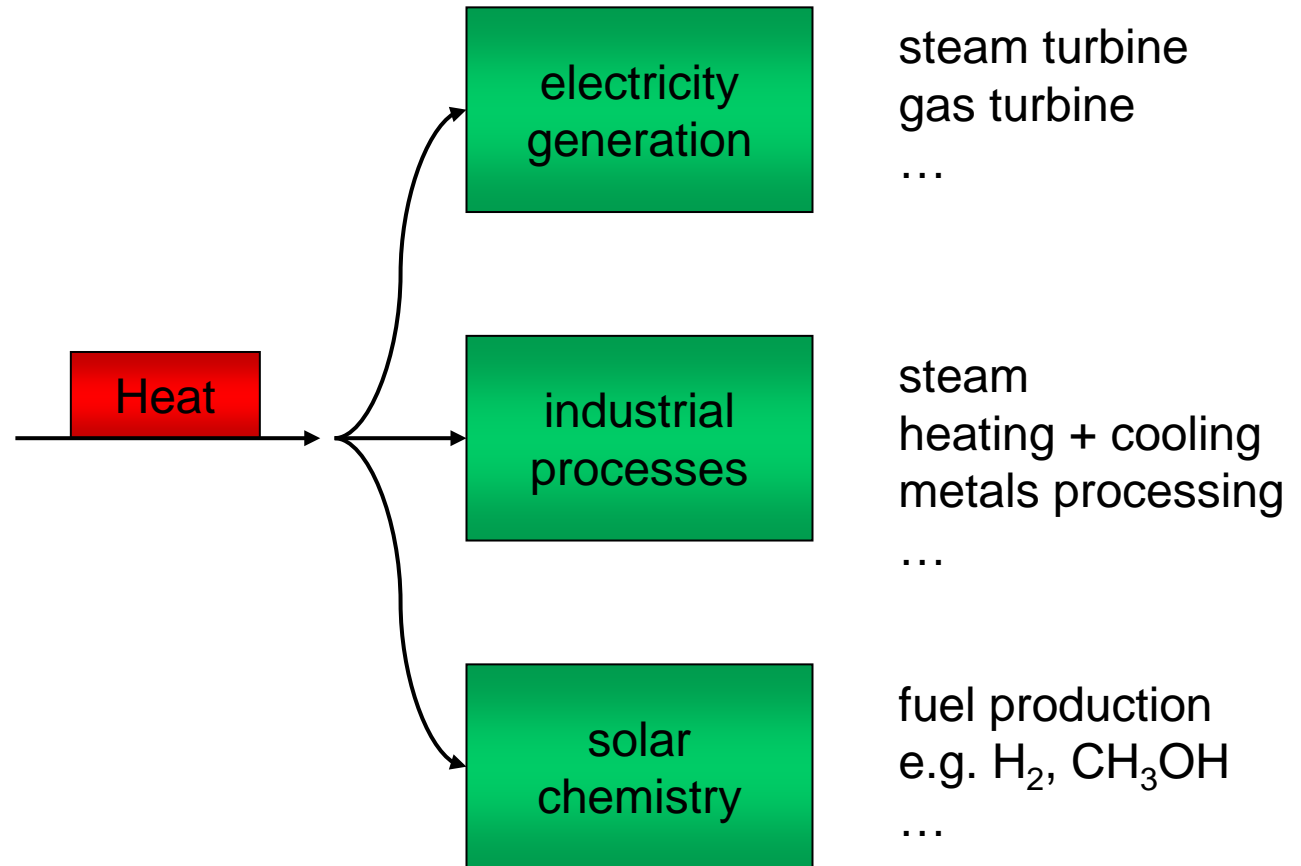 electricity
generation
steam turbine
gas turbine
…
Heat
industrial
processes
steam
heating + cooling
metals processing
…
solar
chemistry
fuel production
e.g. H₂, CH₃OH
…